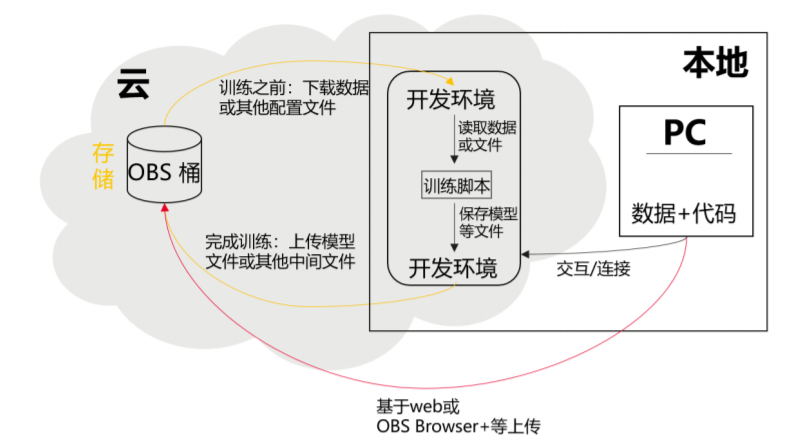 云
本地
训练之前：下载数据
或其他配置文件
存
储
OBS 桶
开发环境
读取数据
或文件
训练脚本
保存模型
等文件
开发环境
PC
数据+代码
完成训练：上传模型
文件或其他中间文件
交互/连接
基于web或
OBS Browser+等上传